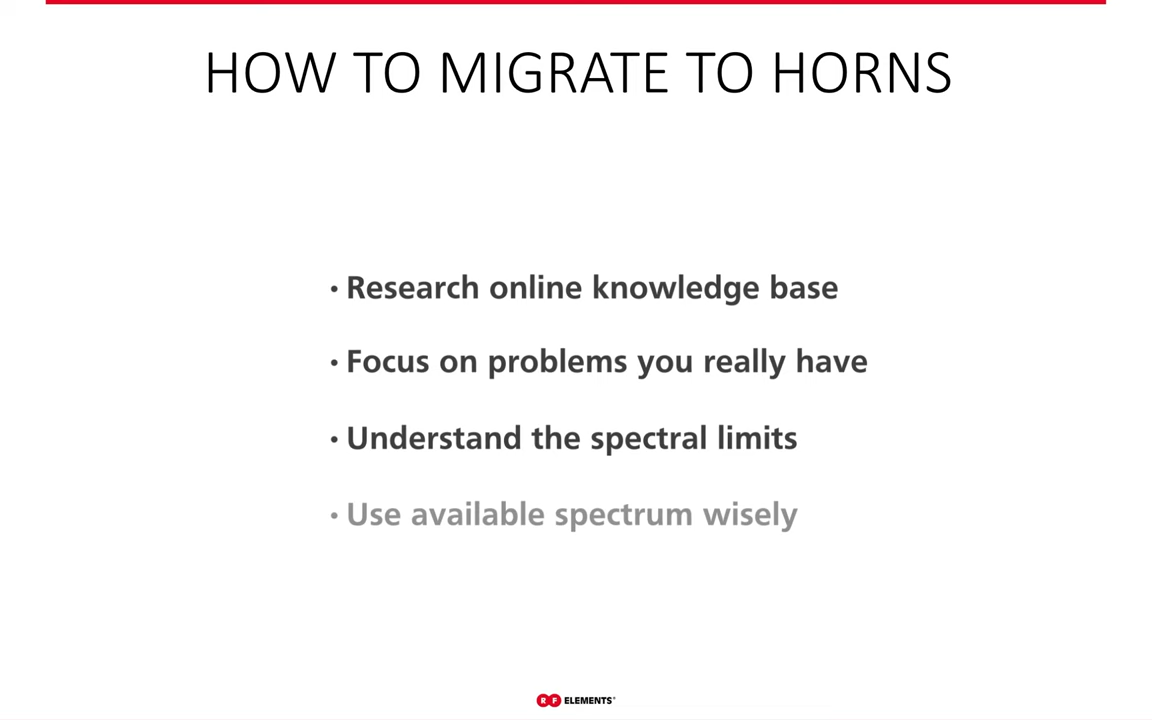 HOW TO MIGRATE TO HORNS
• Research online knowledge base
• Focus on problems you really have
• Understand the spectral limits
• Use available spectrum wisely
RF ELEMENTS®